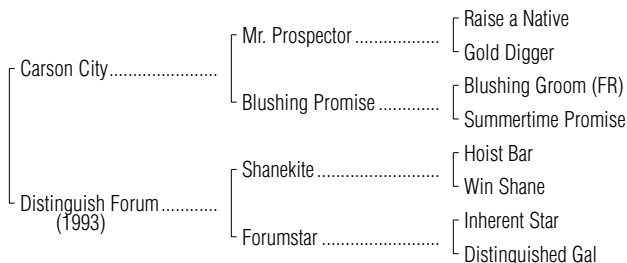 Raise a Native
Mr. Prospector ....................
Gold Digger
Carson City.........................
Blushing Groom (FR)
Blushing Promise ..............
Summertime Promise
Hoist Bar
Shanekite ............................
Win Shane
Distinguish Forum .............
(1993)
Inherent Star
Forumstar ...........................
Distinguished Gal